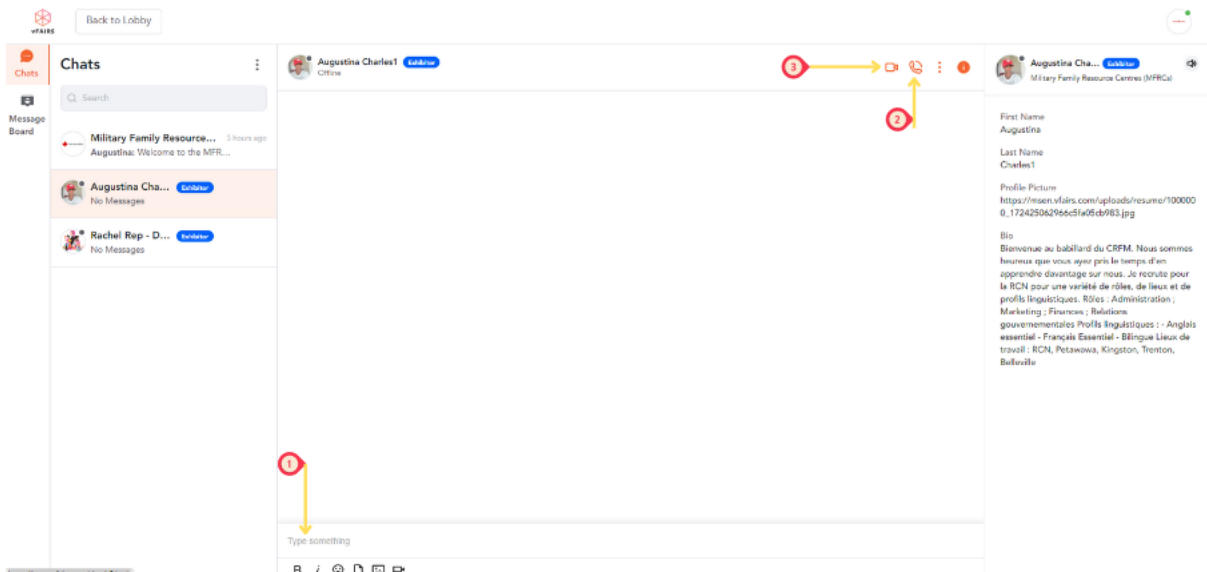 vFAIRS
Back to Lobby
Chats
Message
Board
Chats
Search
Military Family Resource... 5 hours ago
Augustina: Welcome to the MFR...
Augustina Cha... Exhibitor
No Messages
Rachel Rep - D... Exhibitor
No Messages
Augustina Charles1 Exhibitor
Offline
3
2
1
Type something
B i
Augustina Cha... Exhibitor
Military Family Resource Centres (MFRCs)
First Name
Augustina
Last Name
Charles1
Profile Picture
https://msen.vfairs.com/uploads/resume/100000
0_172425062966c5fa05cb983.jpg
Bio
Bienvenue au babillard du CRFM. Nous sommes
heureux que vous ayez pris le temps d'en
apprendre davantage sur nous. Je recrute pour
la RCN pour une variété de rôles, de lieux et de
profils linguistiques. Rôles : Administration ;
Marketing ; Finances ; Relations
gouvernementales Profils linguistiques : - Anglais
essentiel - Français Essentiel - Bilingue Lieux de
travail : RCN, Petawawa, Kingston, Trenton,
Belleville